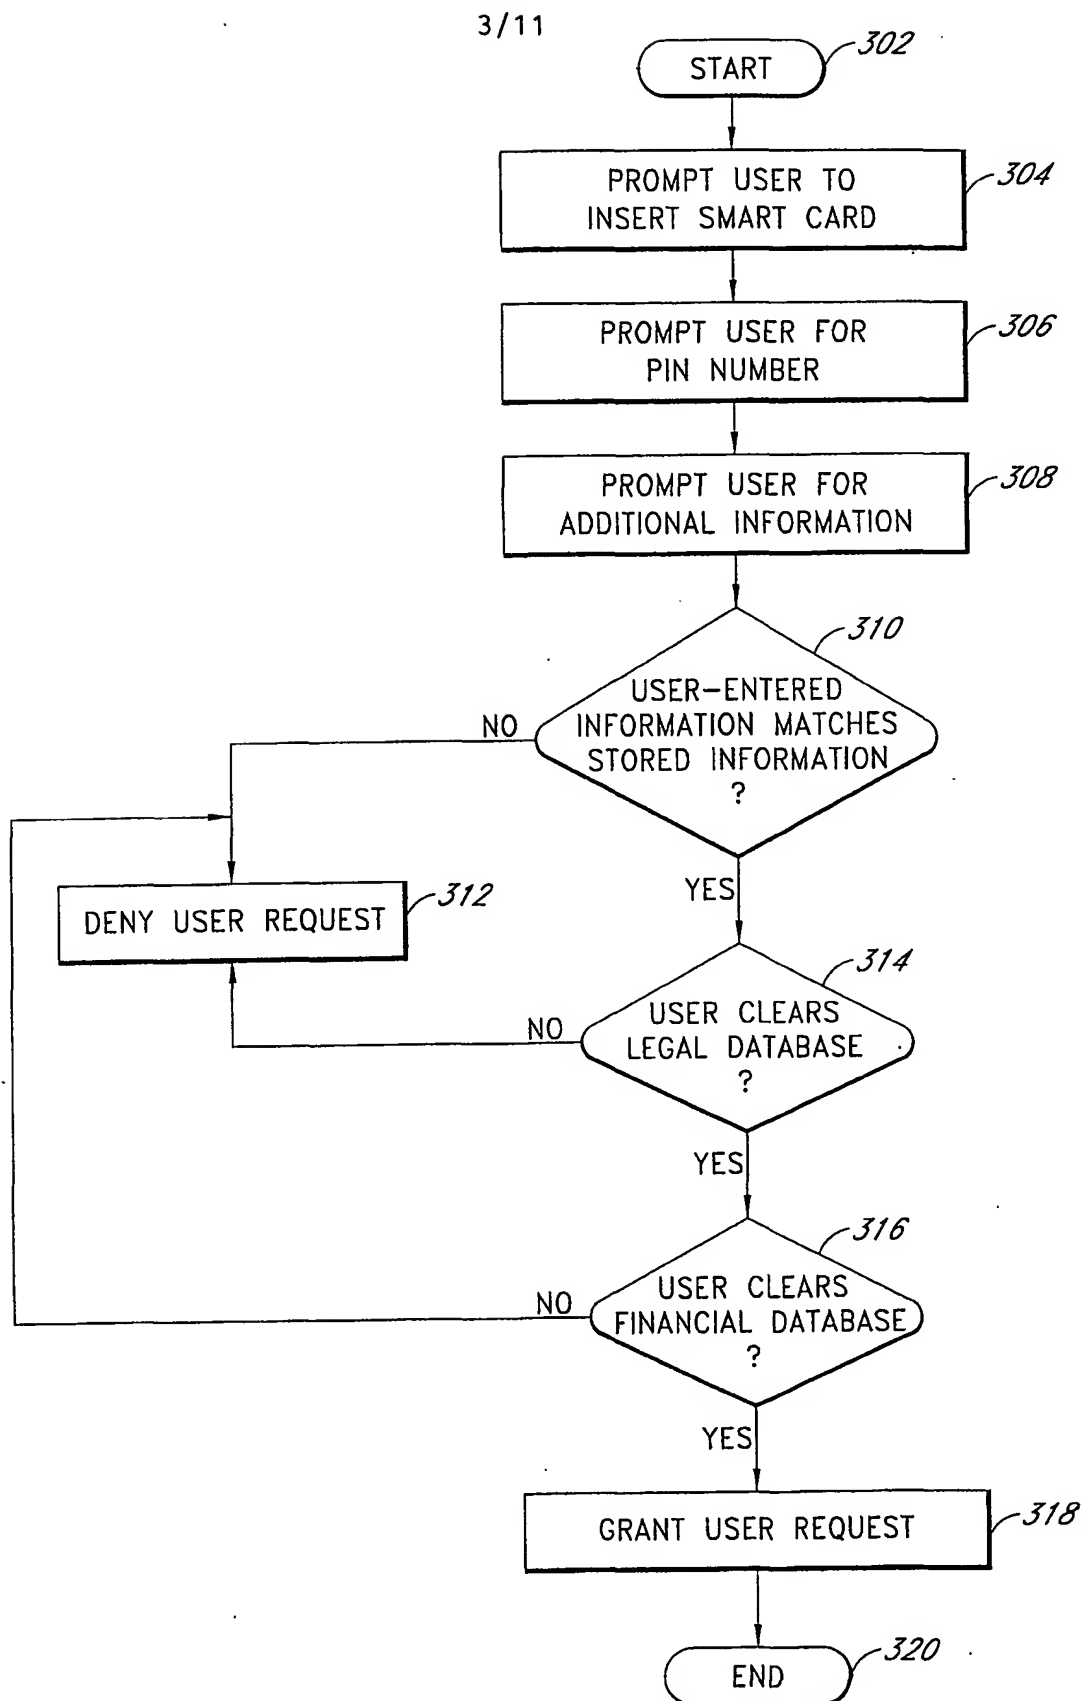 3/11
START
302
PROMPT USER TO
INSERT SMART CARD
304
PROMPT USER FOR
PIN NUMBER
306
PROMPT USER FOR
ADDITIONAL INFORMATION
308
310
USER-ENTERED
INFORMATION MATCHES
STORED INFORMATION
?
NO
YES
DENY USER REQUEST
312
314
USER CLEARS
LEGAL DATABASE
?
NO
YES
316
USER CLEARS
FINANCIAL DATABASE
?
NO
YES
GRANT USER REQUEST
318
END
320